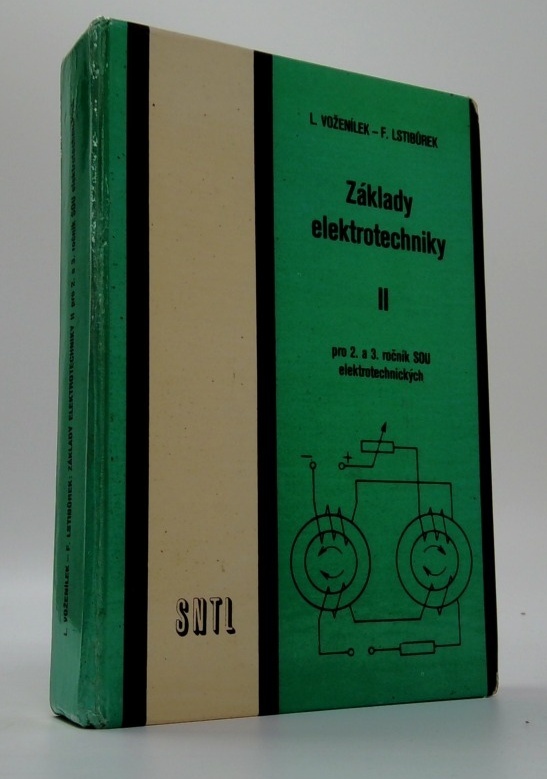 L. VOŽENÍLEK – F. LSTIBŮREK
Základy
elektrotechniky
II
pro 2. a 3. ročník SOU
elektrotechnických
− +
SNTL
L. VOŽENÍLEK – F. LSTIBŮREK: ZÁKLADY ELEKTROTECHNIKY II pro 2. a 3. ročník SOU